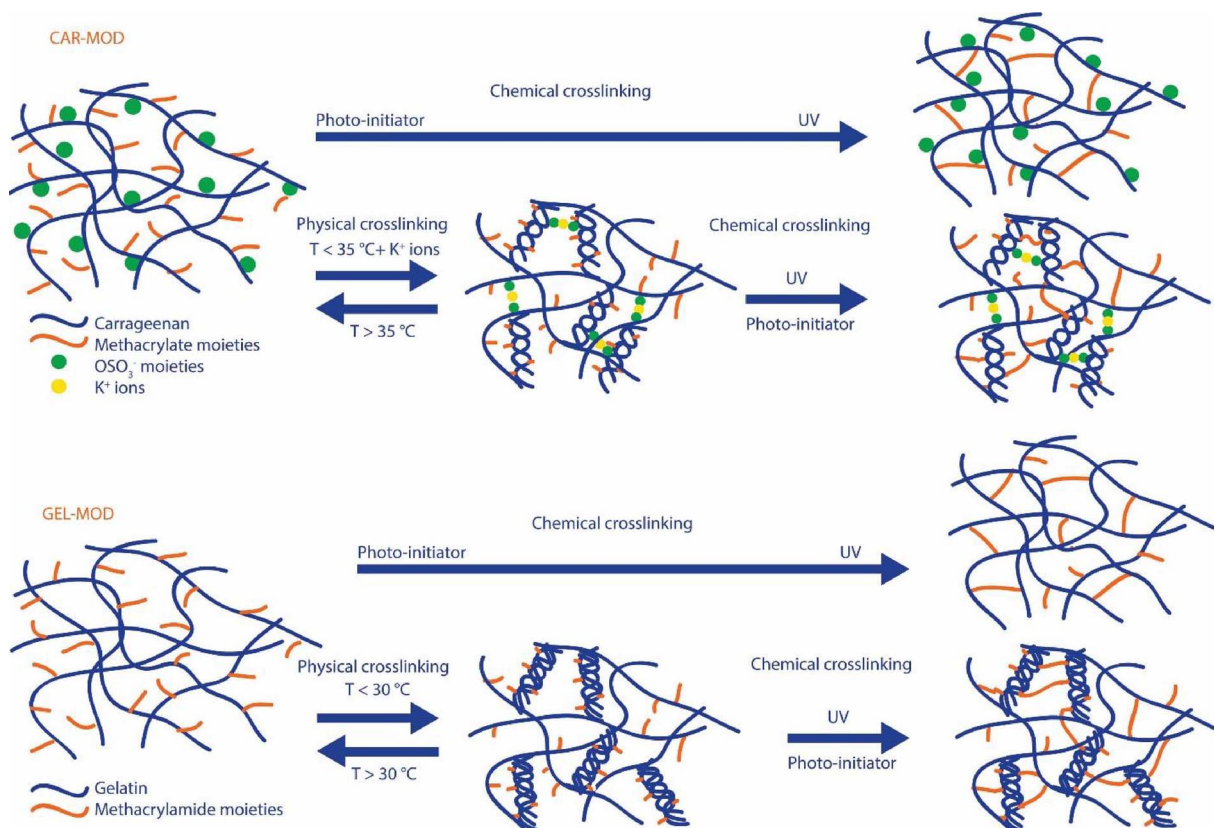 CAR-MOD
Chemical crosslinking
Photo-initiator UV
Physical crosslinking
T < 35 °C+ K⁺ ions
T > 35 °C
Chemical crosslinking
UV
Photo-initiator
Carrageenan
Methacrylate moieties
OSO₃⁻ moieties
K⁺ ions
GEL-MOD
Chemical crosslinking
Photo-initiator UV
Physical crosslinking
T < 30 °C
T > 30 °C
Chemical crosslinking
UV
Photo-initiator
Gelatin
Methacrylamide moieties